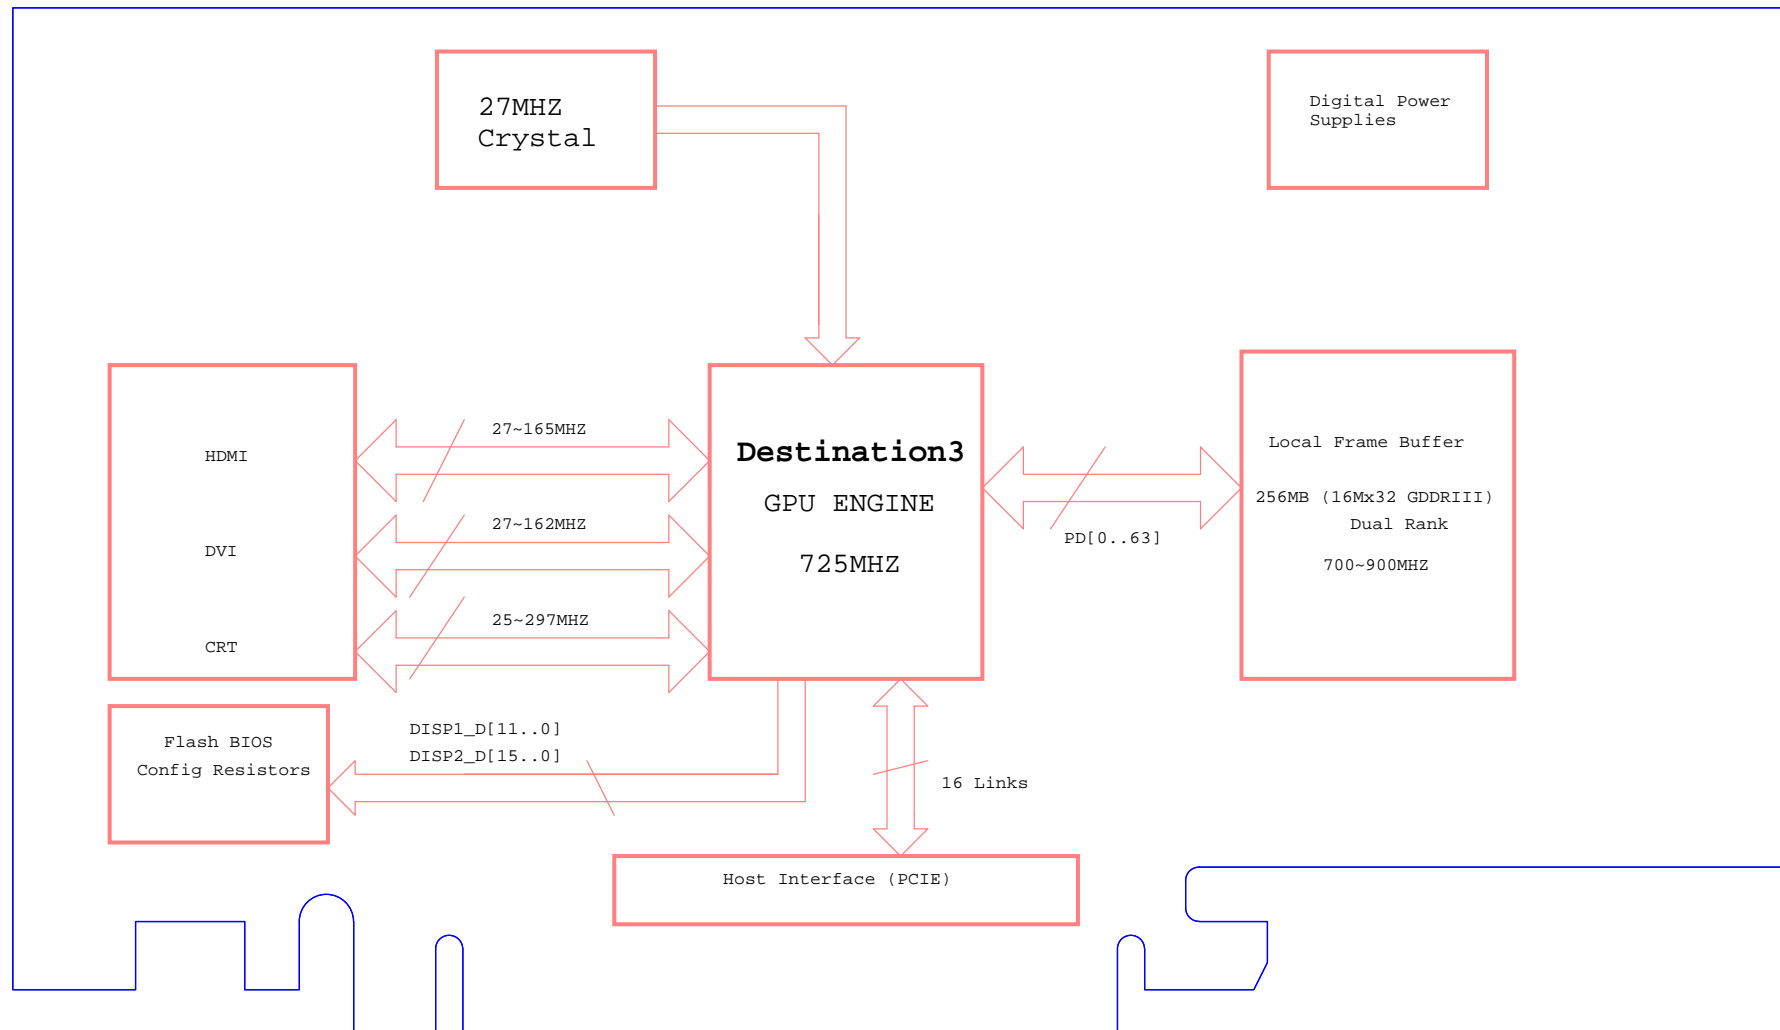 27MHZ
Crystal
Digital Power
Supplies
HDMI
DVI
CRT
27~165MHZ
27~162MHZ
25~297MHZ
Destination3
GPU ENGINE
725MHZ
PD[0..63]
Local Frame Buffer
256MB (16Mx32 GDDRIII)
Dual Rank
700~900MHZ
Flash BIOS
Config Resistors
DISP1_D[11..0]
DISP2_D[15..0]
16 Links
Host Interface (PCIE)